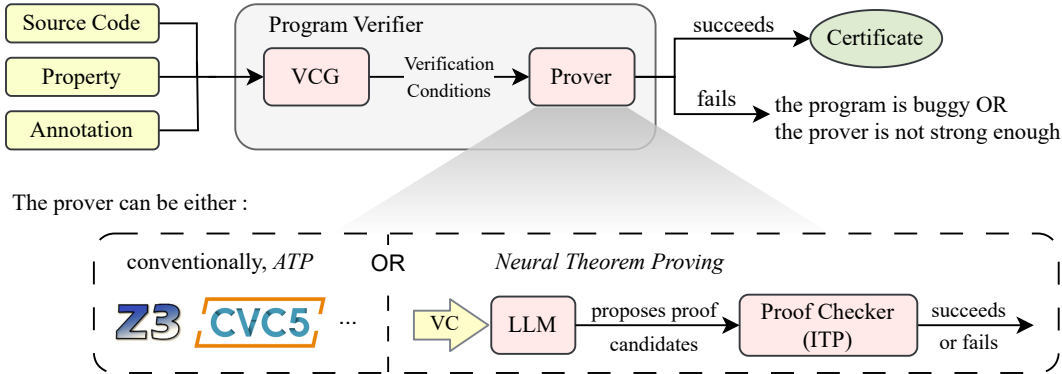 Source Code
Property
Annotation
Program Verifier
VCG
Verification
Conditions
Prover
succeeds
Certificate
fails
the program is buggy OR
the prover is not strong enough
The prover can be either :
conventionally, ATP
OR
Neural Theorem Proving
Z3
CVC5
...
VC
LLM
proposes proof
candidates
Proof Checker
(ITP)
succeeds
or fails